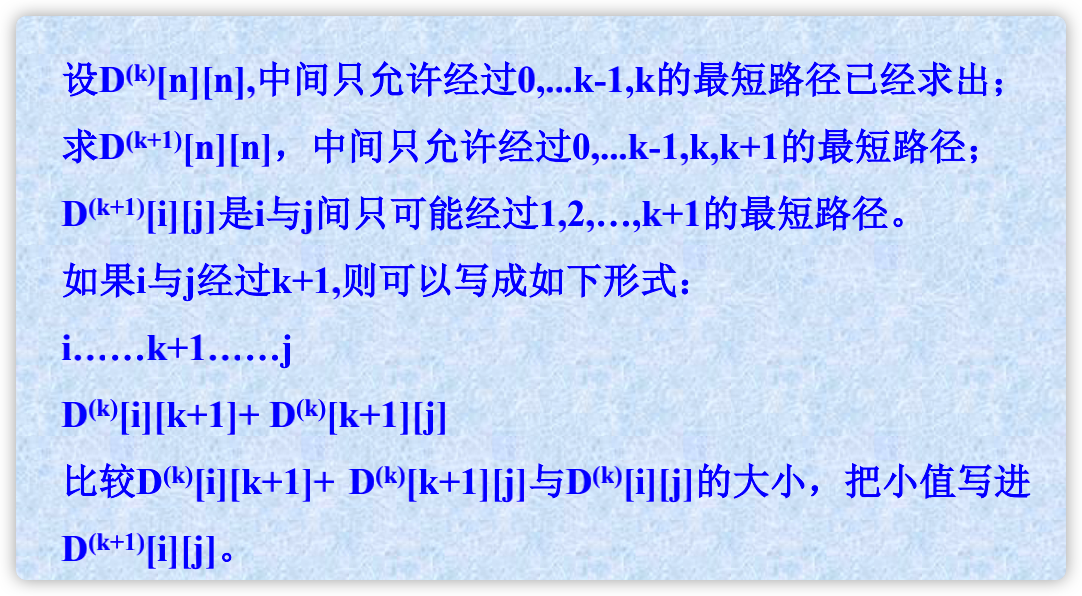 设D(k)[n][n],中间只允许经过0,...k-1,k的最短路径已经求出；
求D(k+1)[n][n]，中间只允许经过0,...k-1,k,k+1的最短路径；
D(k+1)[i][j]是i与j间只可能经过1,2,…,k+1的最短路径。
如果i与j经过k+1,则可以写成如下形式：
i……k+1……j
D(k)[i][k+1]+ D(k)[k+1][j]
比较D(k)[i][k+1]+ D(k)[k+1][j]与D(k)[i][j]的大小，把小值写进
D(k+1)[i][j]。